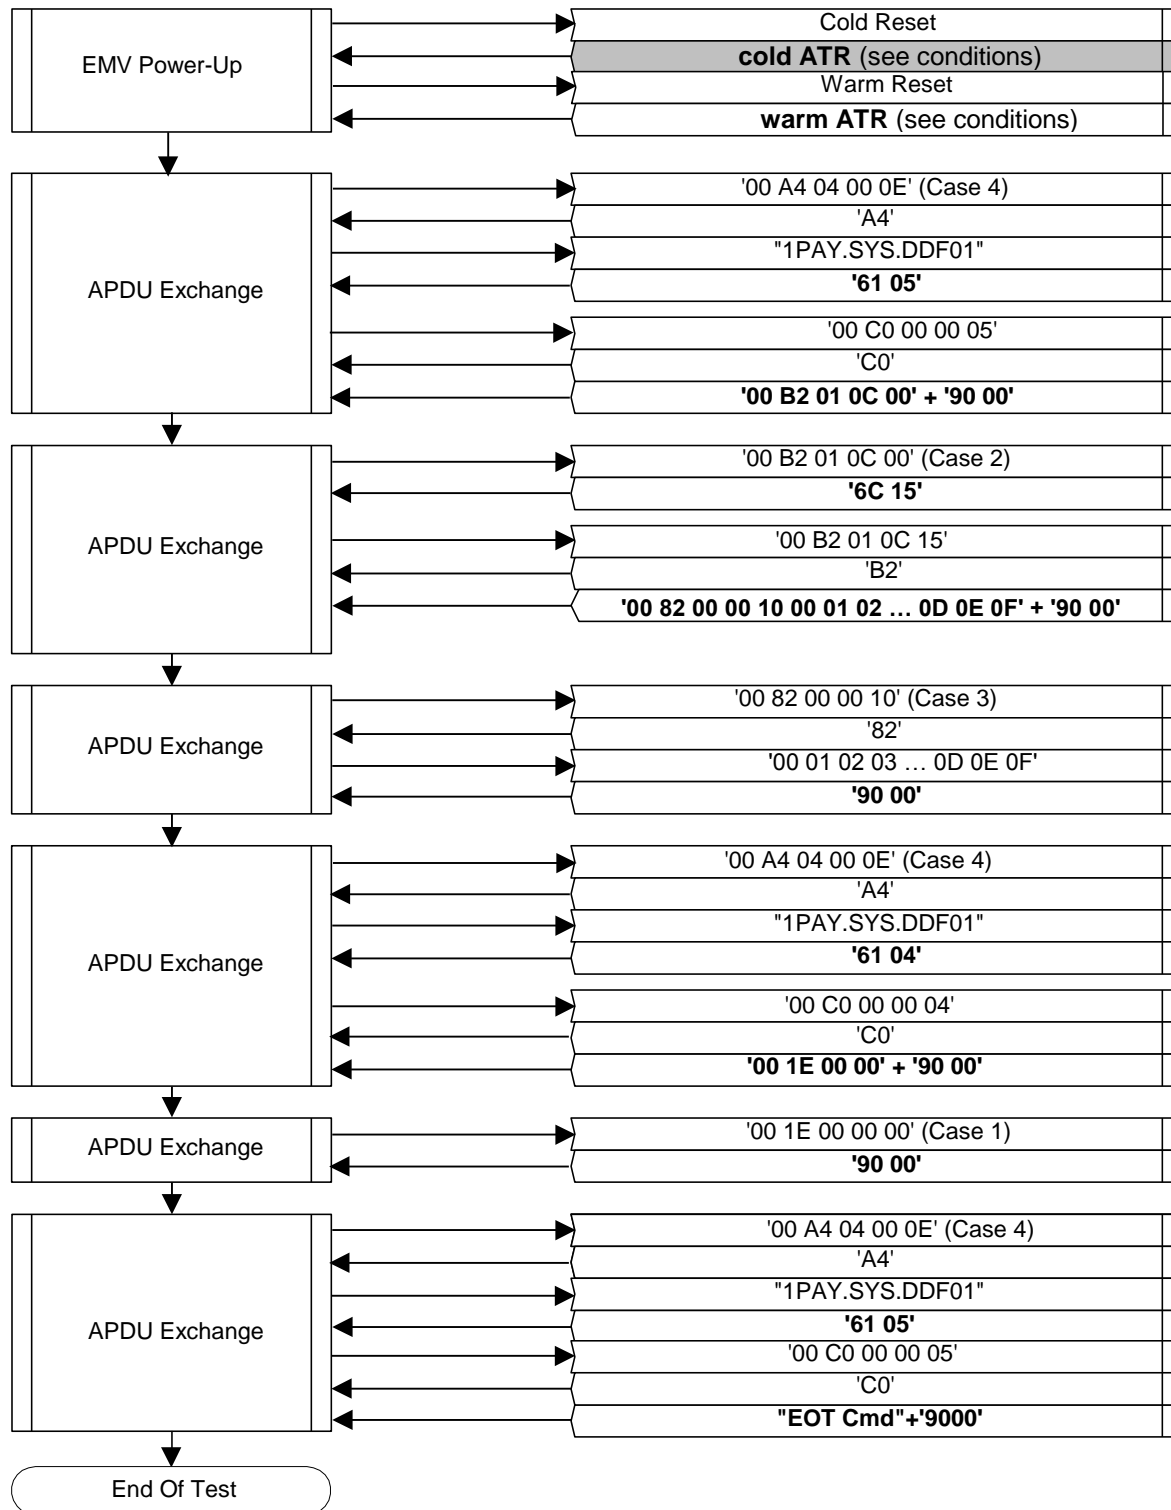 EMV Power-Up
Cold Reset
cold ATR (see conditions)
Warm Reset
warm ATR (see conditions)
APDU Exchange
'00 A4 04 00 0E' (Case 4)
'A4'
"1PAY.SYS.DDF01"
'61 05'
'00 C0 00 00 05'
'C0'
'00 B2 01 0C 00' + '90 00'
APDU Exchange
'00 B2 01 0C 00' (Case 2)
'6C 15'
'00 B2 01 0C 15'
'B2'
'00 82 00 00 10 00 01 02 … 0D 0E 0F' + '90 00'
APDU Exchange
'00 82 00 00 10' (Case 3)
'82'
'00 01 02 03 … 0D 0E 0F'
'90 00'
APDU Exchange
'00 A4 04 00 0E' (Case 4)
'A4'
"1PAY.SYS.DDF01"
'61 04'
'00 C0 00 00 04'
'C0'
'00 1E 00 00' + '90 00'
APDU Exchange
'00 1E 00 00 00' (Case 1)
'90 00'
APDU Exchange
'00 A4 04 00 0E' (Case 4)
'A4'
"1PAY.SYS.DDF01"
'61 05'
'00 C0 00 00 05'
'C0'
"EOT Cmd"+'9000'
End Of Test